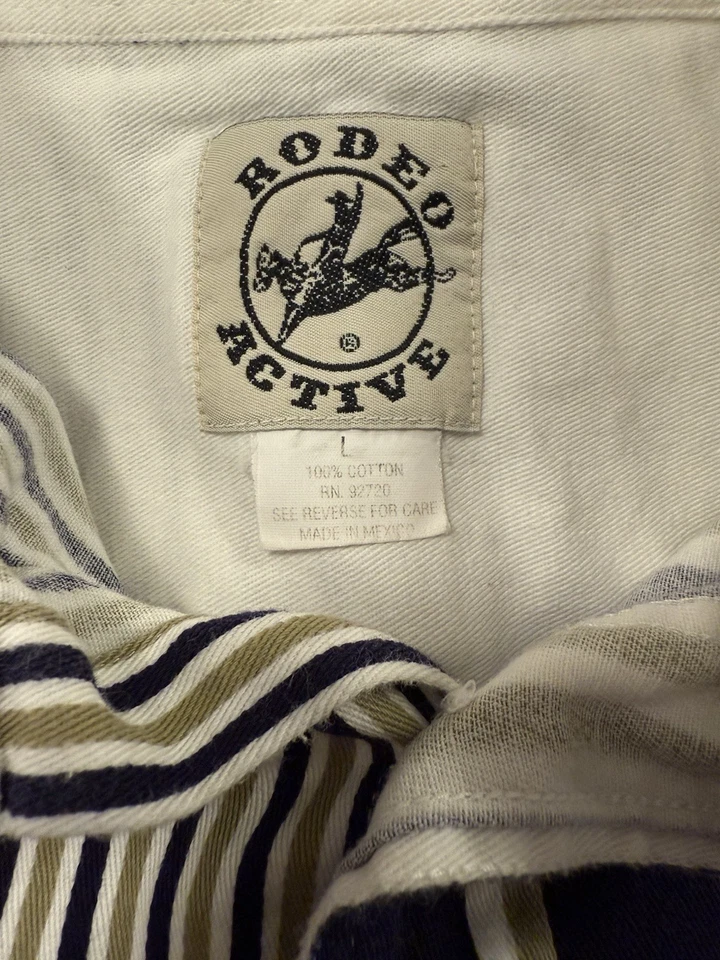 RODEO
ACTIVE
®
L
100% COTTON
RN. 92720
SEE REVERSE FOR CARE
MADE IN MEXICO